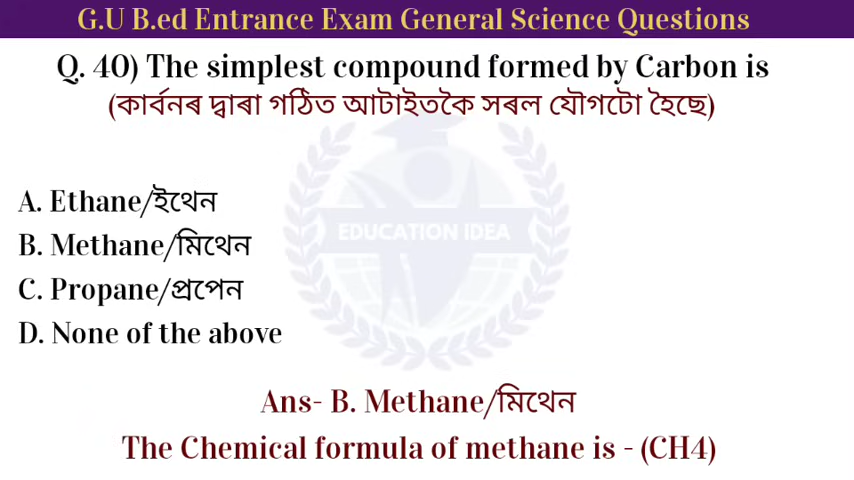 G.U B.ed Entrance Exam General Science Questions
Q. 40) The simplest compound formed by Carbon is
(কাৰ্বনৰ দ্বাৰা গঠিত আটাইতকৈ সৰল যৌগটো হৈছে)
A. Ethane/ইথেন
EDUCATION IDEA
B. Methane/মিথেন
C. Propane/প্ৰপেন
D. None of the above
Ans- B. Methane/মিথেন
The Chemical formula of methane is - (CH4)